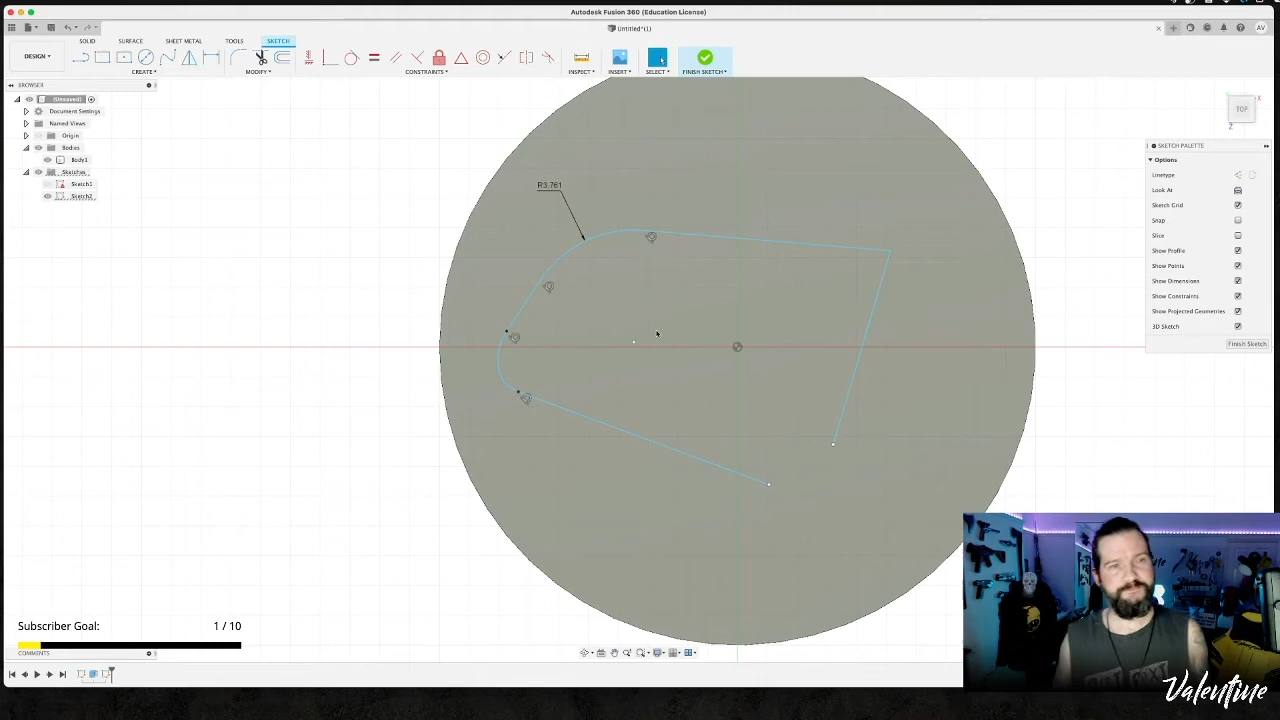 Autodesk Fusion 360 (Education License)
Untitled*(1)
AV
DESIGN
SOLID
SURFACE
SHEET METAL
TOOLS
SKETCH
CREATE
MODIFY
CONSTRAINTS
INSPECT
INSERT
SELECT
FINISH SKETCH
BROWSER
(Unsaved)
Document Settings
Named Views
Origin
Bodies
Body1
Sketches
Sketch1
Sketch2
R3.761
TOP
X
Z
SKETCH PALETTE
Options
Linetype
Look At
Sketch Grid
Snap
Slice
Show Profile
Show Points
Show Dimensions
Show Constraints
Show Projected Geometries
3D Sketch
Finish Sketch
Subscriber Goal: 1 / 10
COMMENTS
Valentine